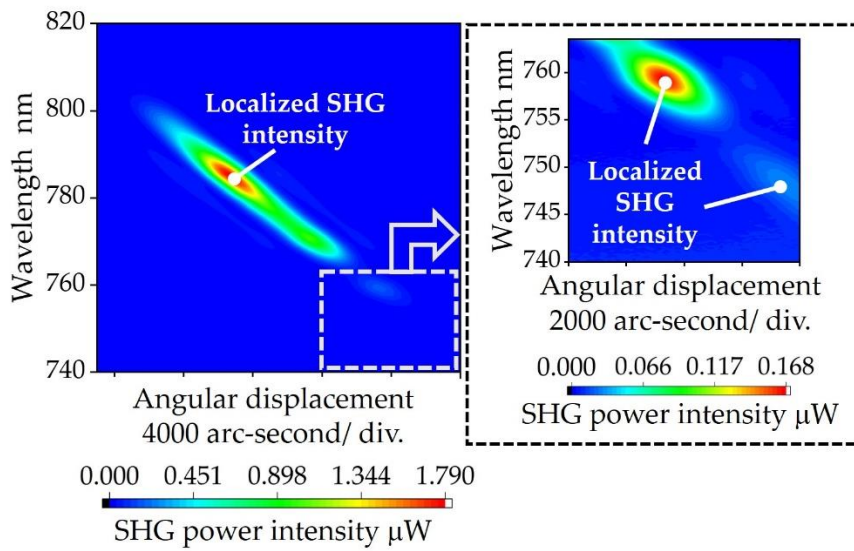 820
800
780
760
740
Wavelength nm
Localized SHG
intensity
Angular displacement
4000 arc-second/ div.
0.000 0.451 0.898 1.344 1.790
SHG power intensity μW
760
755
750
745
740
Wavelength nm
Localized
SHG
intensity
Angular displacement
2000 arc-second/ div.
0.000 0.066 0.117 0.168
SHG power intensity μW